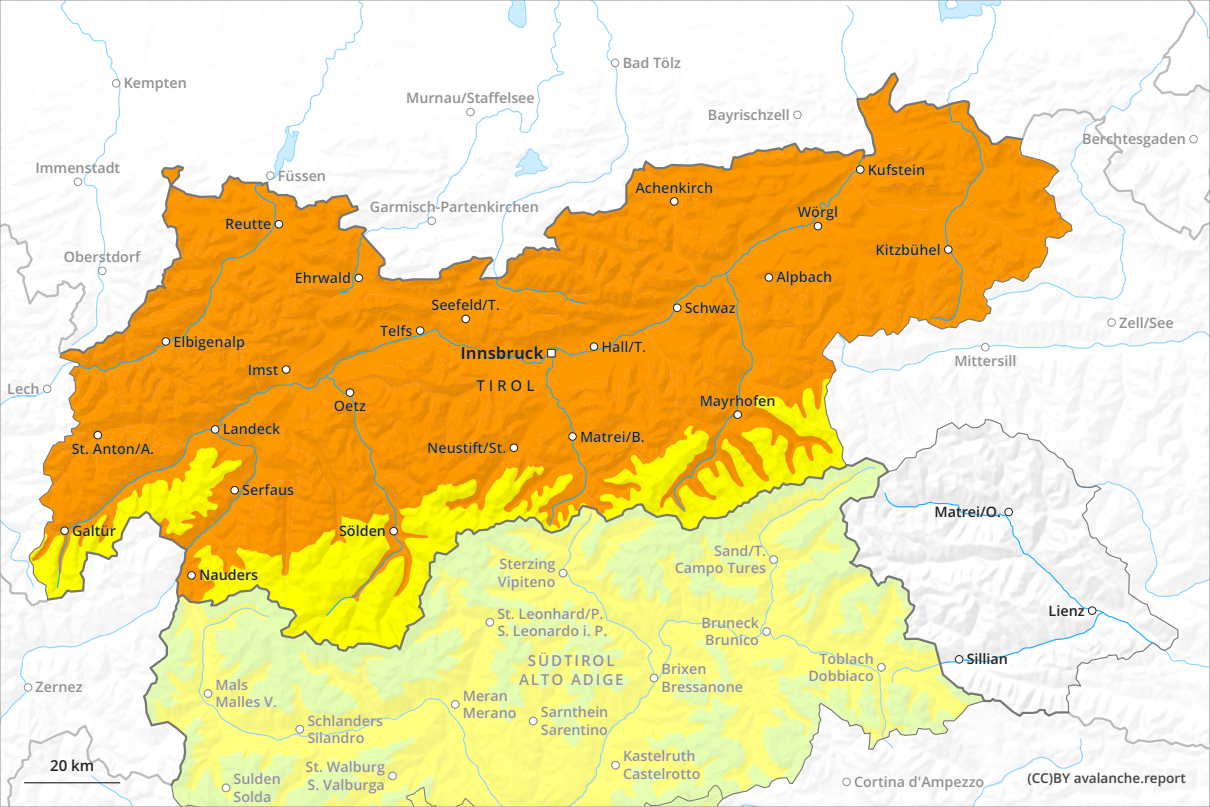 Kempten
Bad Tölz
Murnau/Staffelsee
Bayrischzell
Berchtesgaden
Immenstadt
Füssen
Kufstein
Achenkirch
Garmisch-Partenkirchen
Wörgl
Reutte
Oberstdorf
Kitzbühel
Ehrwald
Alpbach
Seefeld/T.
Schwaz
Zell/See
Telfs
Elbigenalp
Innsbruck
Hall/T.
Mittersill
Imst
TIROL
Lech
Oetz
Mayrhofen
Landeck
Matrei/B.
St. Anton/A.
Neustift/St.
Serfaus
Matrei/O.
Galtür
Sölden
Sterzing
Vipiteno
Sand/T.
Campo Tures
Nauders
St. Leonhard/P.
S. Leonardo i. P.
Bruneck
Brunico
Lienz
SÜDTIROL
ALTO ADIGE
Toblach
Dobbiaco
Sillian
Brixen
Bressanone
Zernez
Mals
Malles V.
Meran
Merano
Sarnthein
Sarentino
Schlanders
Silandro
Kastelruth
Castelrotto
St. Walburg
S. Valburga
Sulden
Solda
Cortina d'Ampezzo
20 km
(CC)BY avalanche.report